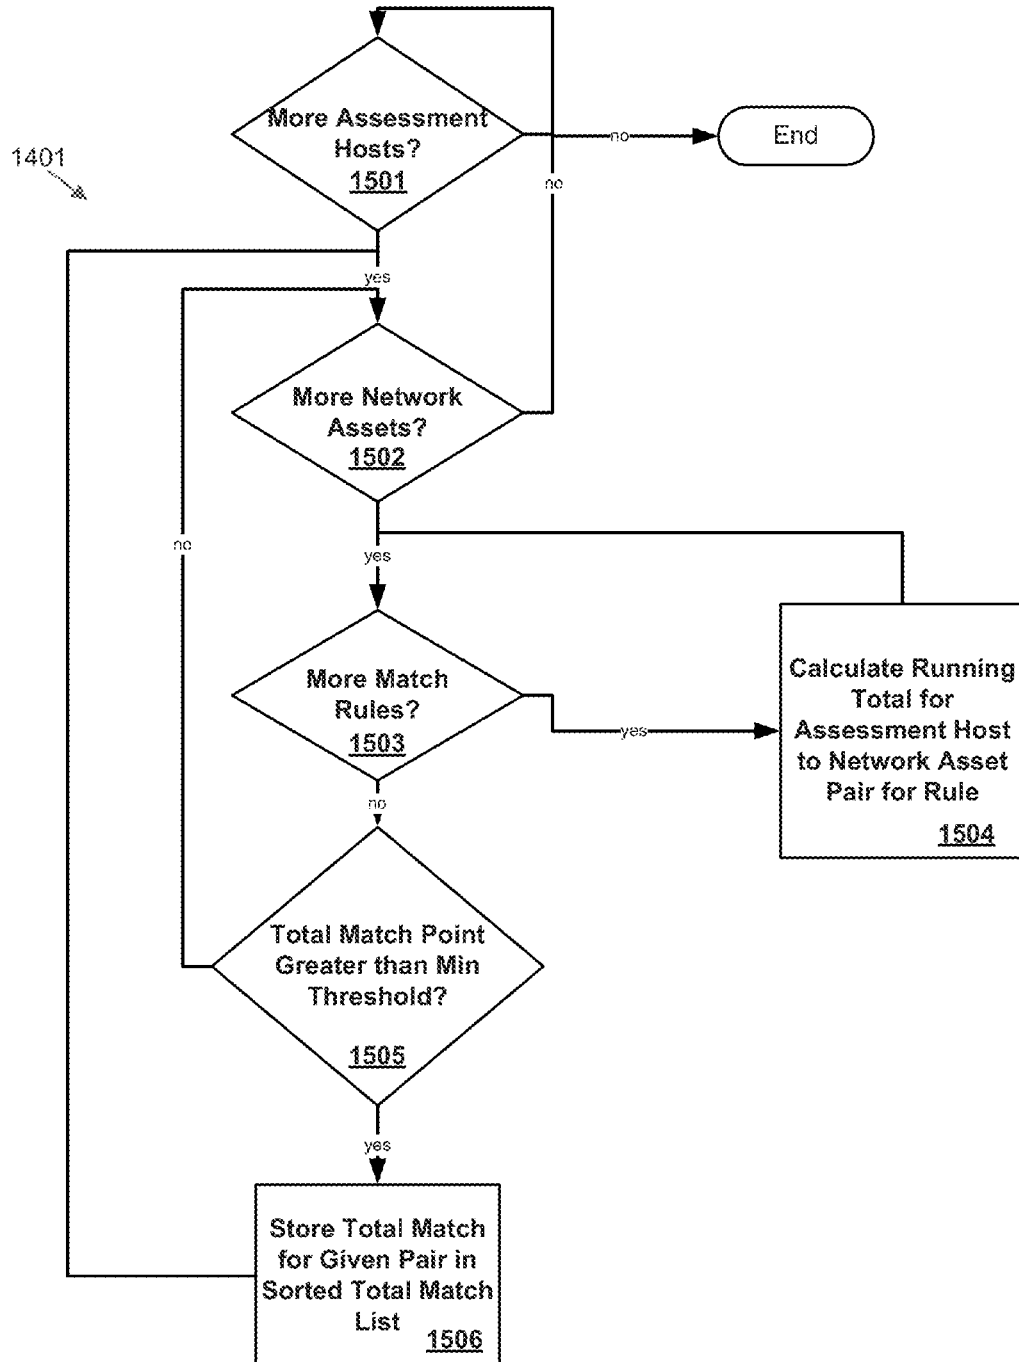 More Assessment
Hosts?
1501
no
End
1401
no
yes
More Network
Assets?
1502
no
yes
More Match
Rules?
1503
yes
Calculate Running
Total for
Assessment Host
to Network Asset
Pair for Rule
1504
no
Total Match Point
Greater than Min
Threshold?
1505
yes
Store Total Match
for Given Pair in
Sorted Total Match
List
1506